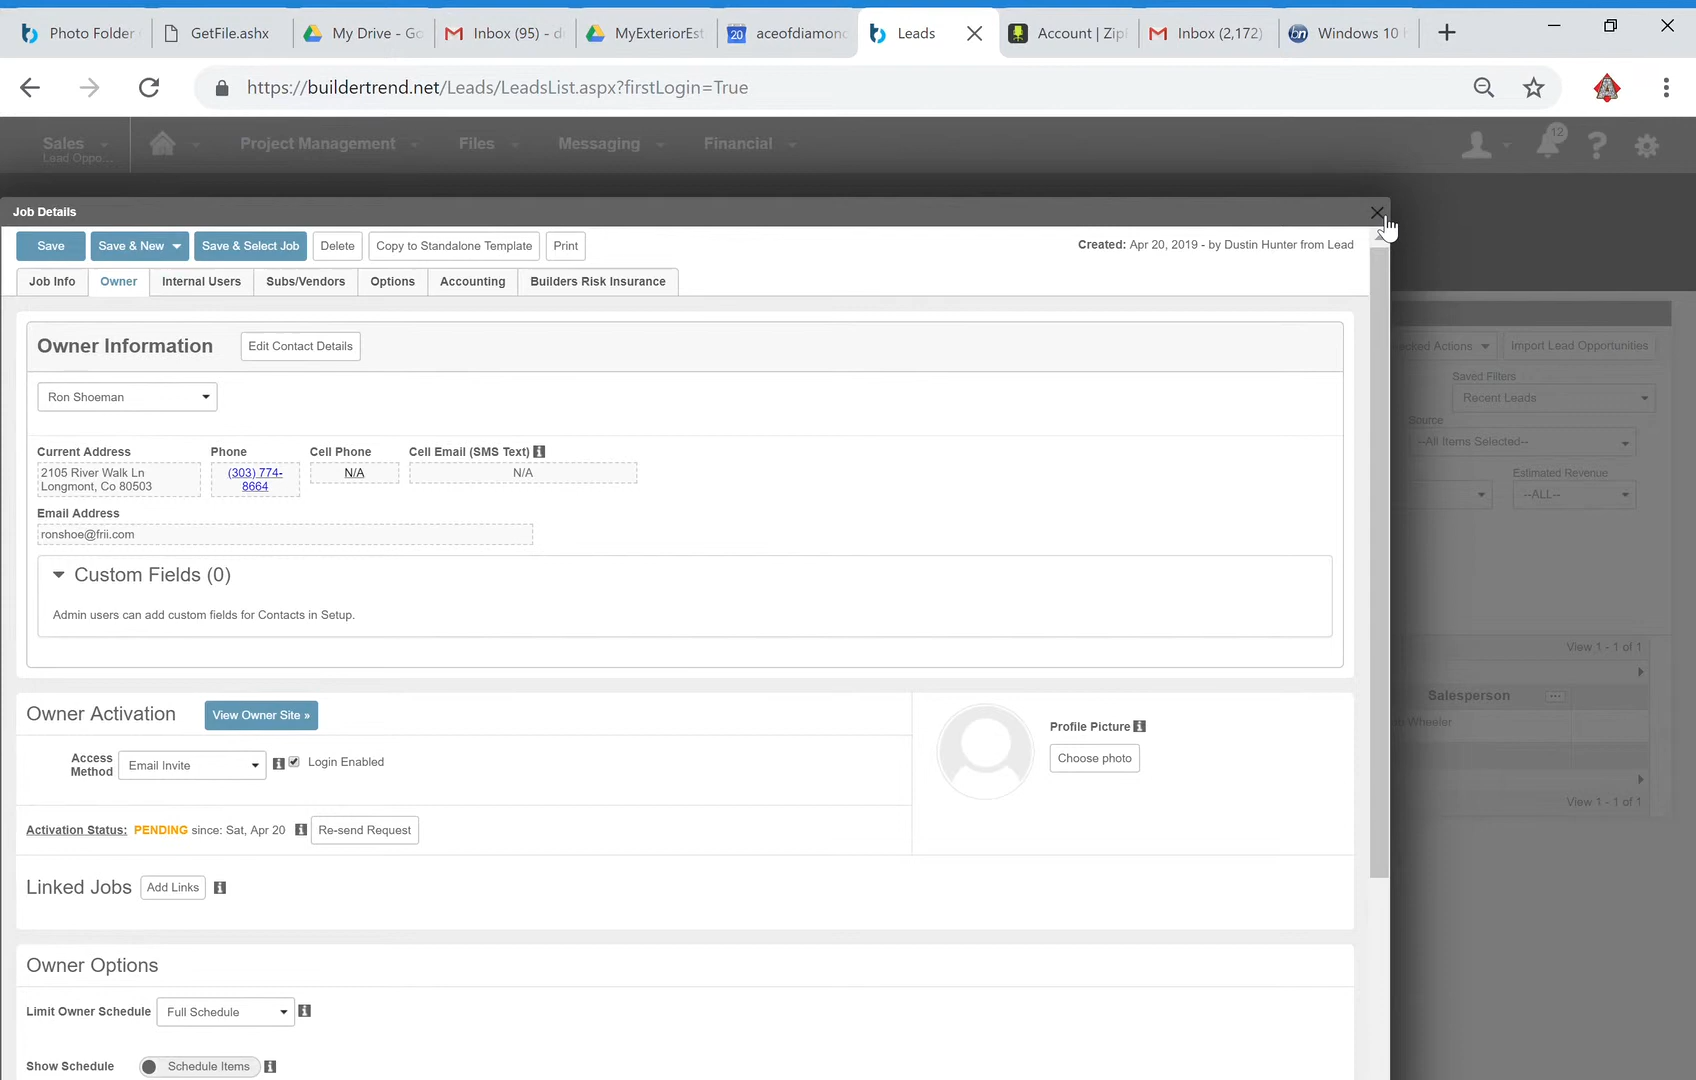 Photo Folder
GetFile.ashx
My Drive - Go
Inbox (95) - d
MyExteriorEst
20
aceofdiamond
Leads
Account | Zip
Inbox (2,172)
bn
Windows 10
https://buildertrend.net/Leads/LeadsList.aspx?firstLogin=True
Sales
Lead Oppo...
Project Management
Files
Messaging
Financial
12
Job Details
Save
Save & New
Save & Select Job
Delete
Copy to Standalone Template
Print
Created: Apr 20, 2019 - by Dustin Hunter from Lead
Job Info
Owner
Internal Users
Subs/Vendors
Options
Accounting
Builders Risk Insurance
Owner Information
Edit Contact Details
Ron Shoeman
Current Address
2105 River Walk Ln
Longmont, Co 80503
Phone
(303) 774-
8664
Cell Phone
N/A
Cell Email (SMS Text)
N/A
Email Address
ronshoe@frii.com
Custom Fields (0)
Admin users can add custom fields for Contacts in Setup.
Owner Activation
View Owner Site »
Access
Method
Email Invite
Login Enabled
Activation Status: PENDING since: Sat, Apr 20
Re-send Request
Profile Picture
Choose photo
Linked Jobs
Add Links
Owner Options
Limit Owner Schedule
Full Schedule
Show Schedule
Schedule Items
Actions
Import Lead Opportunities
Saved Filters
Recent Leads
Source
--All Items Selected--
Estimated Revenue
--ALL--
View 1 - 1 of 1
Salesperson
Wheeler
View 1 - 1 of 1